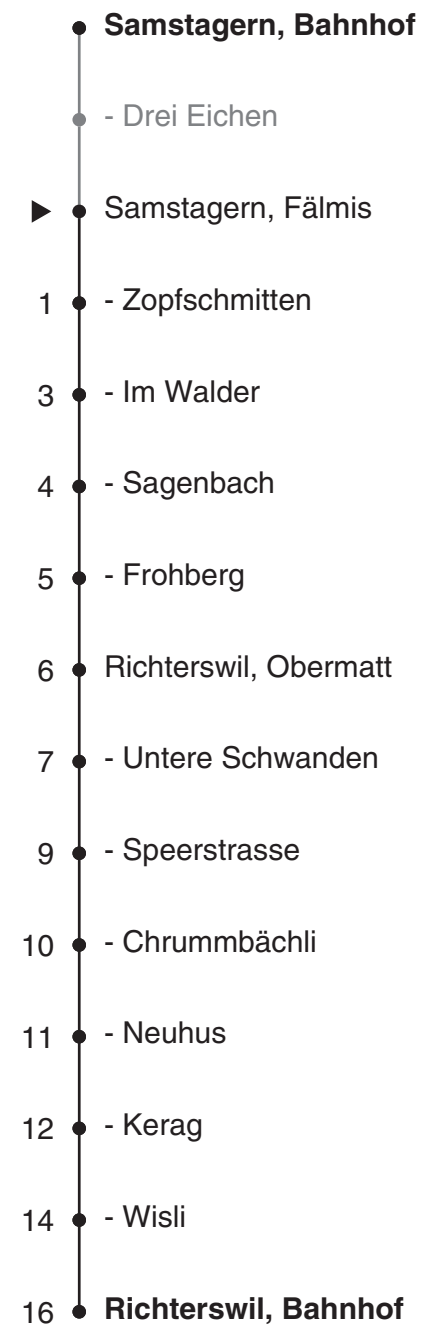 Samstagern, Bahnhof
- Drei Eichen
Samstagern, Fälmis
1 - Zopfschmitten
3 - Im Walder
4 - Sagenbach
5 - Frohberg
6 Richterswil, Obermatt
7 - Untere Schwanden
9 - Speerstrasse
10 - Chrummbächli
11 - Neuhus
12 - Kerag
14 - Wisli
16 Richterswil, Bahnhof